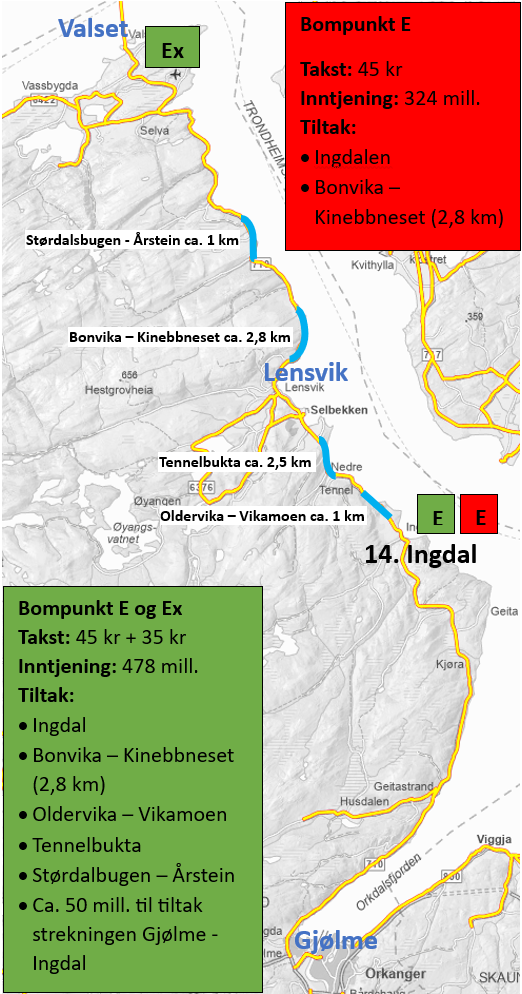 Valset
Ex
Bompunkt E
Takst: 45 kr
Inntjening: 324 mill.
Tiltak:
• Ingdalen
• Bonvika –
Kinebbneset (2,8 km)
Vassbygda
6422
Selva
TRONDHEIMS
Størdalsbugen - Årstein ca. 1 km
710
Kvithylla
359
Bonvika – Kinebbneset ca. 2,8 km
717
Lensvik
656
Hestgrovheia
Lensvik
Selbekken
Tennelbukta ca. 2,5 km
Nedre
Tennel
6376
Øyangen
Oldervika – Vikamoen ca. 1 km
Øyangs-
vatnet
E
E
14. Ingdal
Bompunkt E og Ex
Takst: 45 kr + 35 kr
Inntjening: 478 mill.
Tiltak:
• Ingdal
• Bonvika – Kinebbneset
(2,8 km)
• Oldervika – Vikamoen
• Tennelbukta
• Størdalbugen – Årstein
• Ca. 50 mill. til tiltak
strekningen Gjølme -
Ingdal
Geita
Kjøra
Geitastrand
Husdalen
710
Orkdalsfjorden
Viggja
800
SKAUN
Gjølme
Orkanger